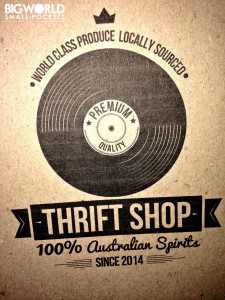 BIGWORLD
SMALL POCKETS
• WORLD CLASS PRODUCE LOCALLY SOURCED •
★ PREMIUM ★
QUALITY
THRIFT SHOP
100% Australian Spirits
SINCE 2014